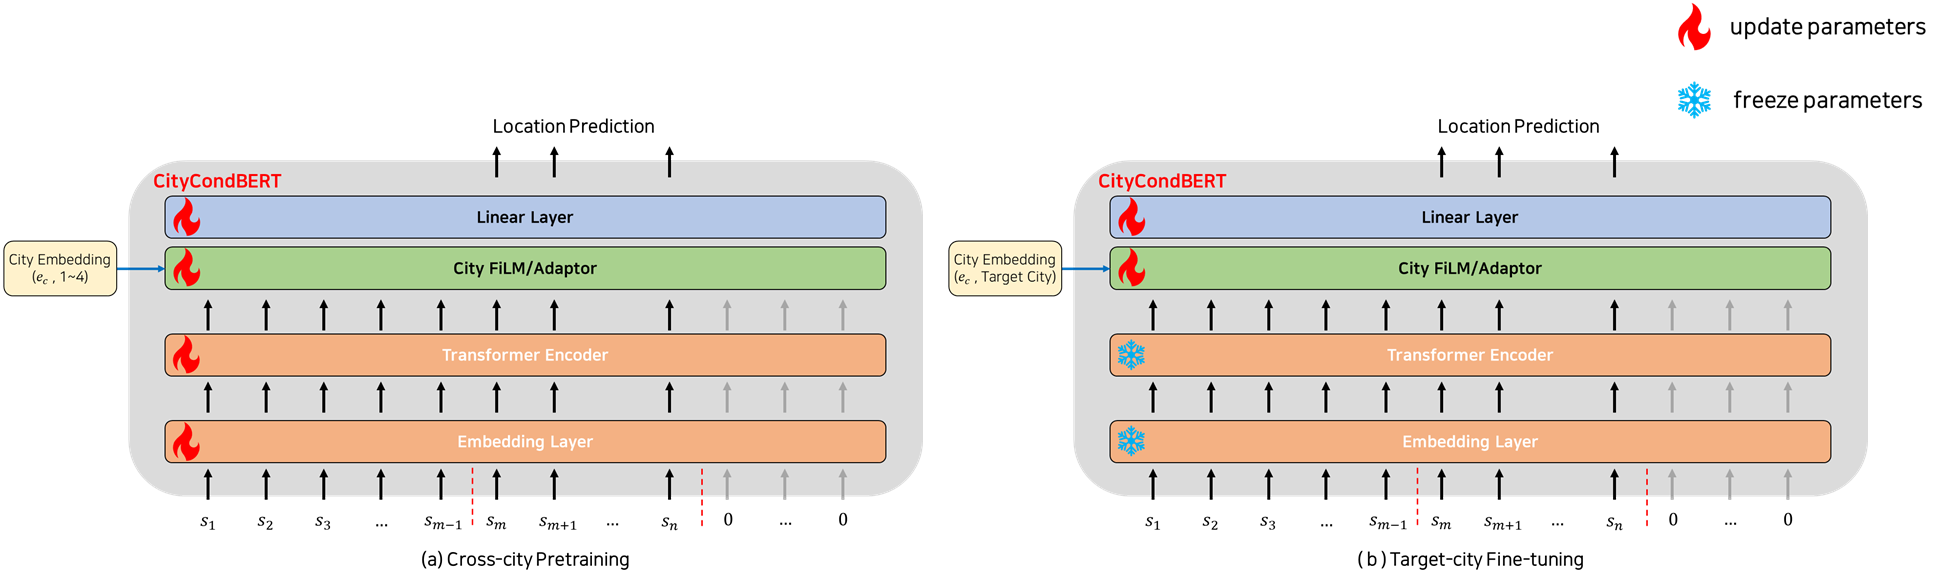 update parameters
freeze parameters
Location Prediction
CityCondBERT
Linear Layer
City FiLM/Adaptor
City Embedding
(e_c , 1~4)
Transformer Encoder
Embedding Layer
s_1 s_2 s_3 ... s_{m-1} s_m s_{m+1} ... s_n 0 ... 0
(a) Cross-city Pretraining
Location Prediction
CityCondBERT
Linear Layer
City FiLM/Adaptor
City Embedding
(e_c , Target City)
Transformer Encoder
Embedding Layer
s_1 s_2 s_3 ... s_{m-1} s_m s_{m+1} ... s_n 0 ... 0
( b ) Target-city Fine-tuning